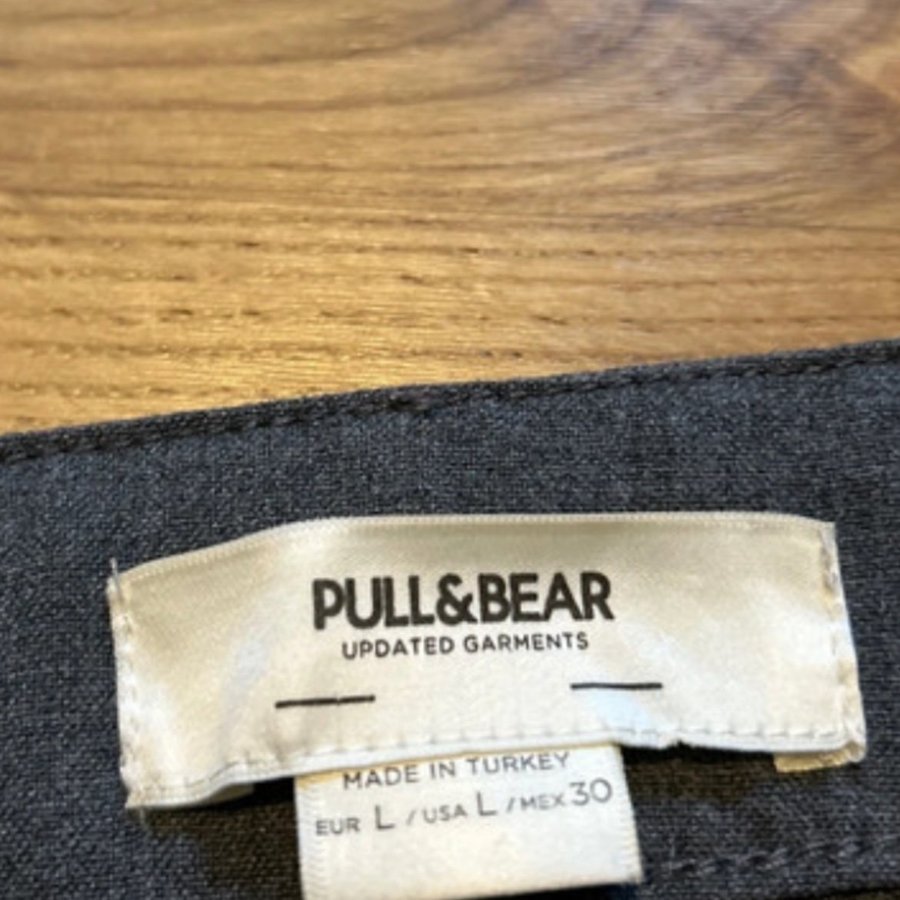 PULL&BEAR
UPDATED GARMENTS
MADE IN TURKEY
EUR L / USA L / MEX 30